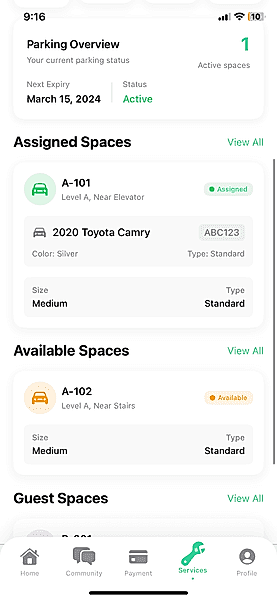 9:16
10
Parking Overview
Your current parking status
1
Active spaces
Next Expiry
Status
March 15, 2024
Active
Assigned Spaces
View All
A-101
Level A, Near Elevator
Assigned
2020 Toyota Camry
ABC123
Color: Silver
Type: Standard
Size
Type
Medium
Standard
Available Spaces
View All
A-102
Level A, Near Stairs
Available
Size
Type
Medium
Standard
Guest Spaces
View All
Home
Community
Payment
Services
Profile